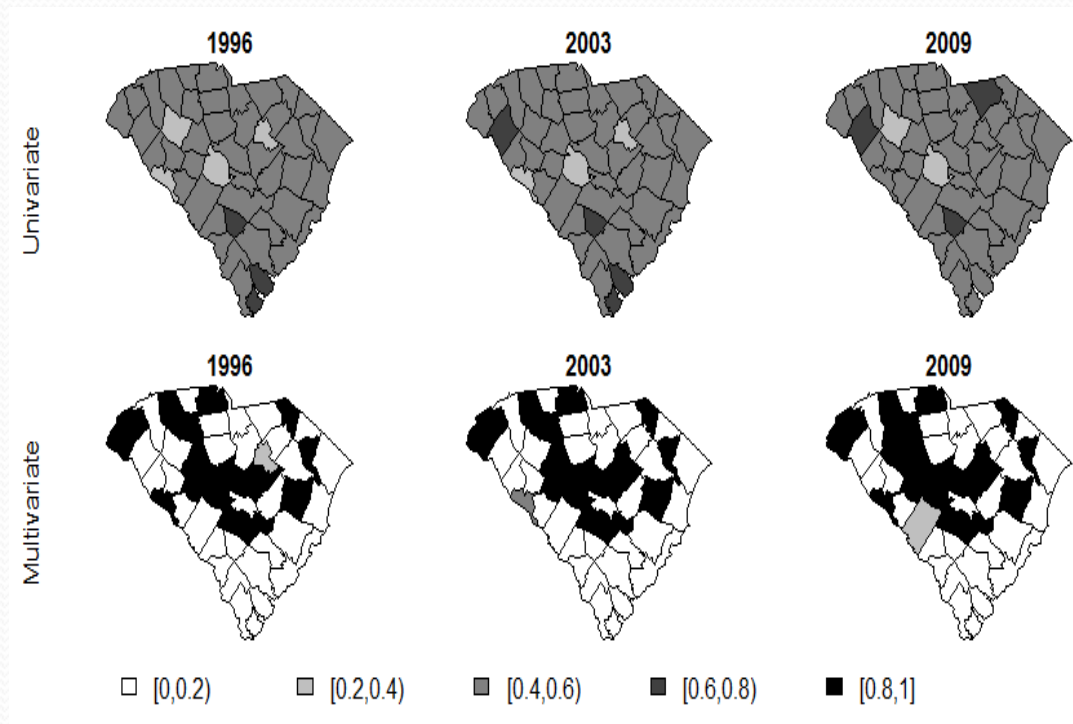 1996 2003 2009
Univariate
1996 2003 2009
Multivariate
[0,0.2) [0.2,0.4) [0.4,0.6) [0.6,0.8) [0.8,1]